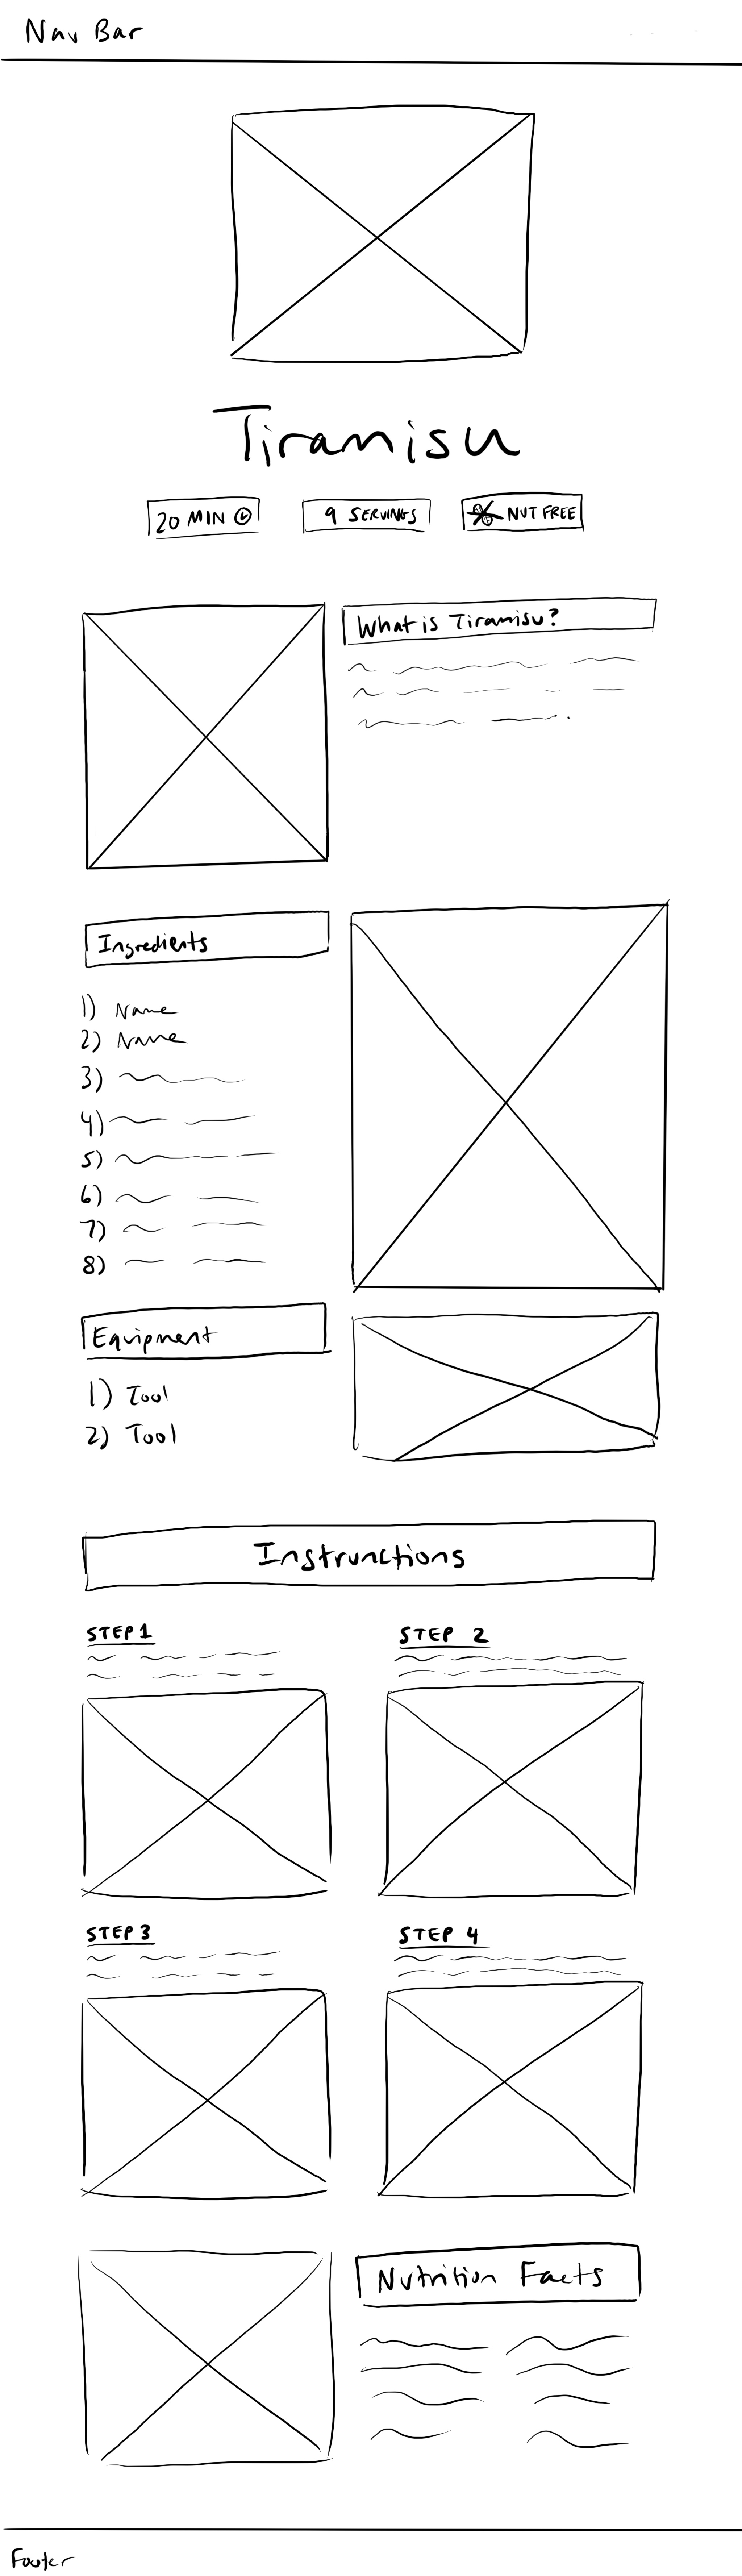 Nav Bar
Tiramisu
20 MIN
9 SERVINGS
NUT FREE
What is Tiramisu?
Ingredients
1) Name
2) Name
3)
4)
5)
6)
7)
8)
Equipment
1) Tool
2) Tool
Instrunctions
STEP 1
STEP 2
STEP 3
STEP 4
Nutrition Facts
Footer